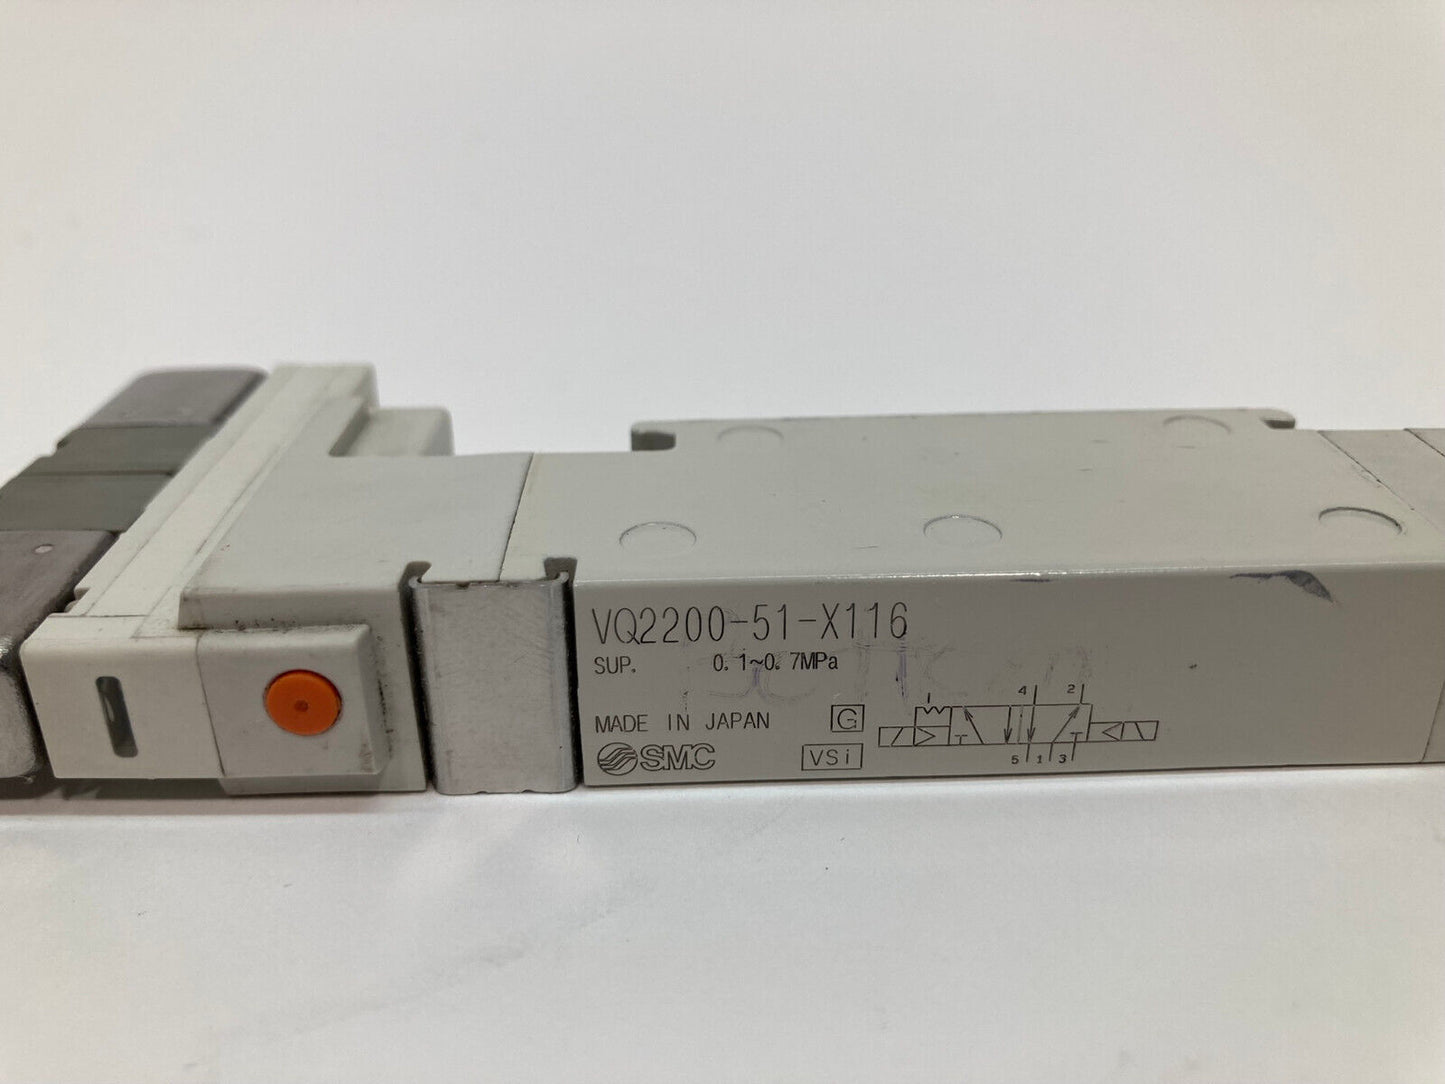 VQ2200-51-X116
SUP. 0.1~0.7MPa
MADE IN JAPAN G
SMC VSi
4 2
5 1 3